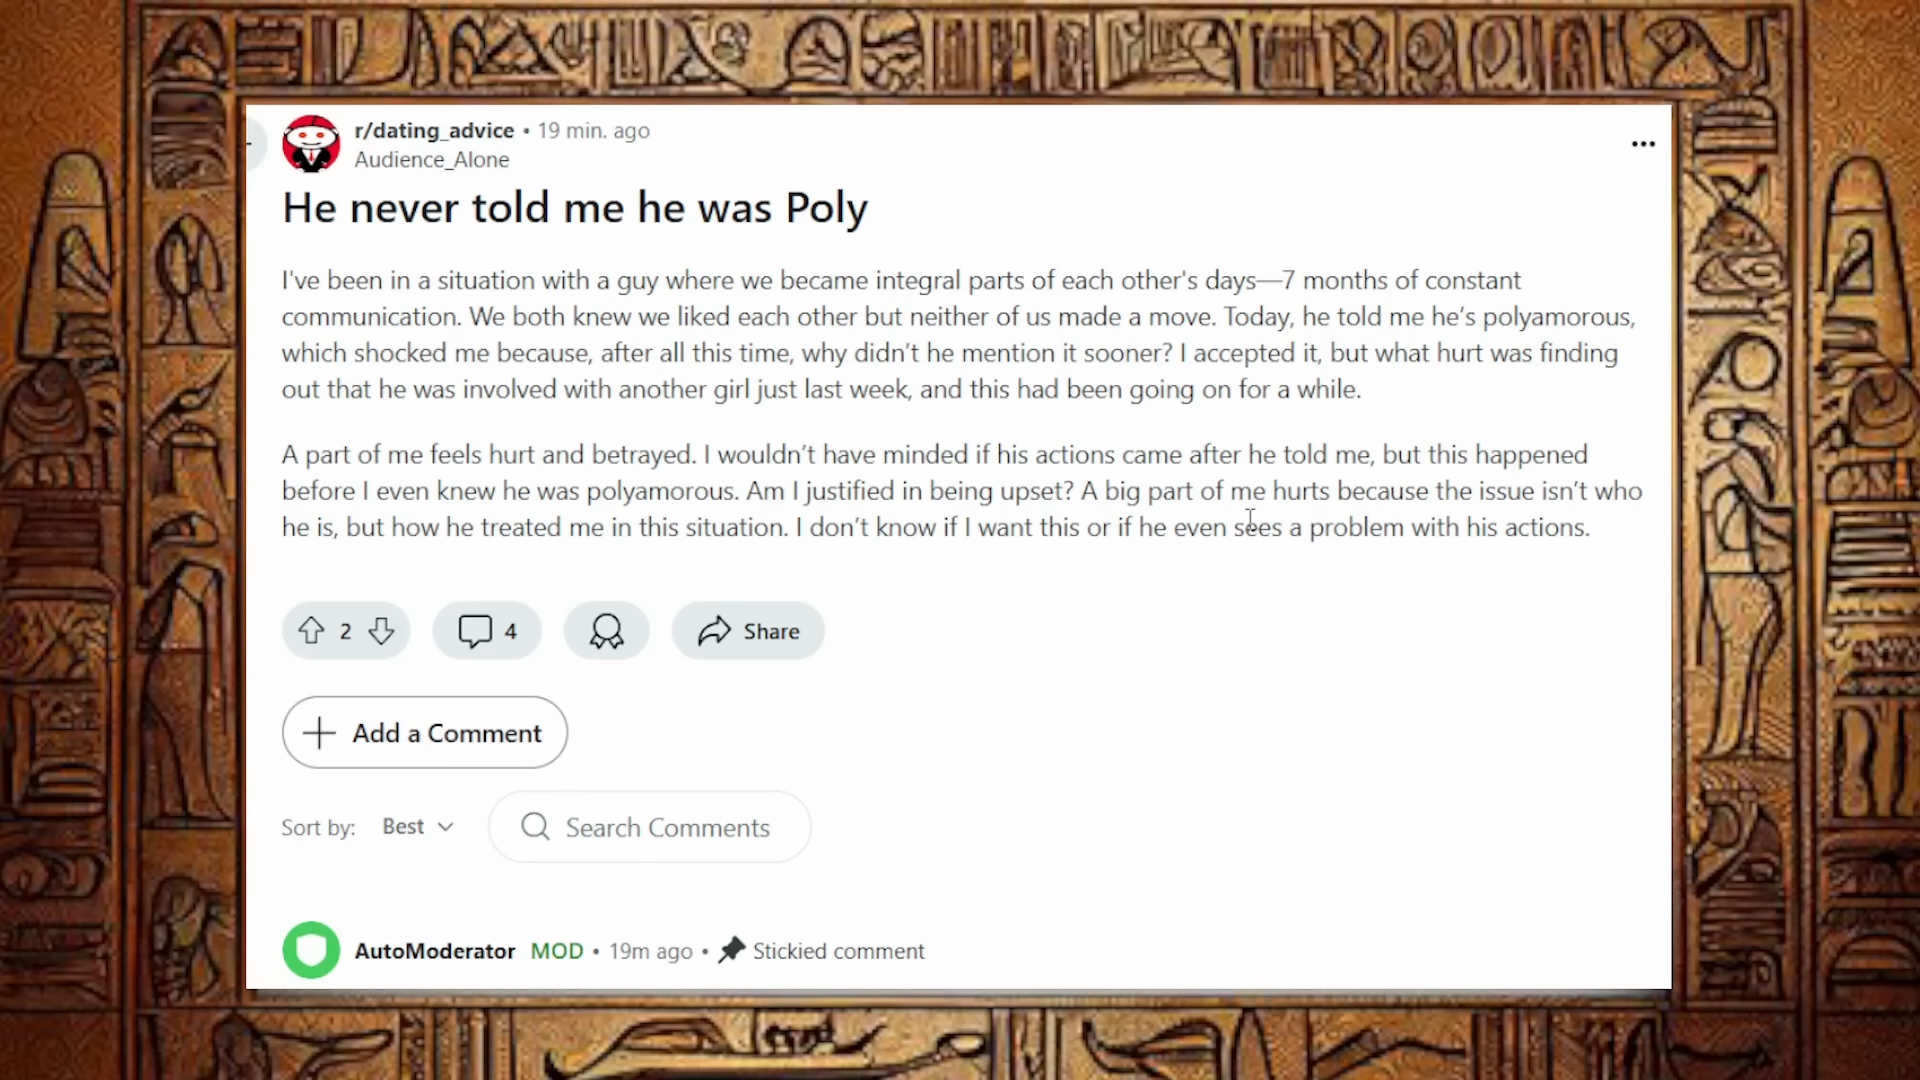 r/dating_advice • 19 min. ago
Audience_Alone
He never told me he was Poly
I've been in a situation with a guy where we became integral parts of each other's days—7 months of constant
communication. We both knew we liked each other but neither of us made a move. Today, he told me he’s polyamorous,
which shocked me because, after all this time, why didn’t he mention it sooner? I accepted it, but what hurt was finding
out that he was involved with another girl just last week, and this had been going on for a while.
A part of me feels hurt and betrayed. I wouldn’t have minded if his actions came after he told me, but this happened
before I even knew he was polyamorous. Am I justified in being upset? A big part of me hurts because the issue isn’t who
he is, but how he treated me in this situation. I don’t know if I want this or if he even sees a problem with his actions.
2 4 Share
Add a Comment
Sort by: Best Search Comments
AutoModerator MOD • 19m ago • Stickied comment